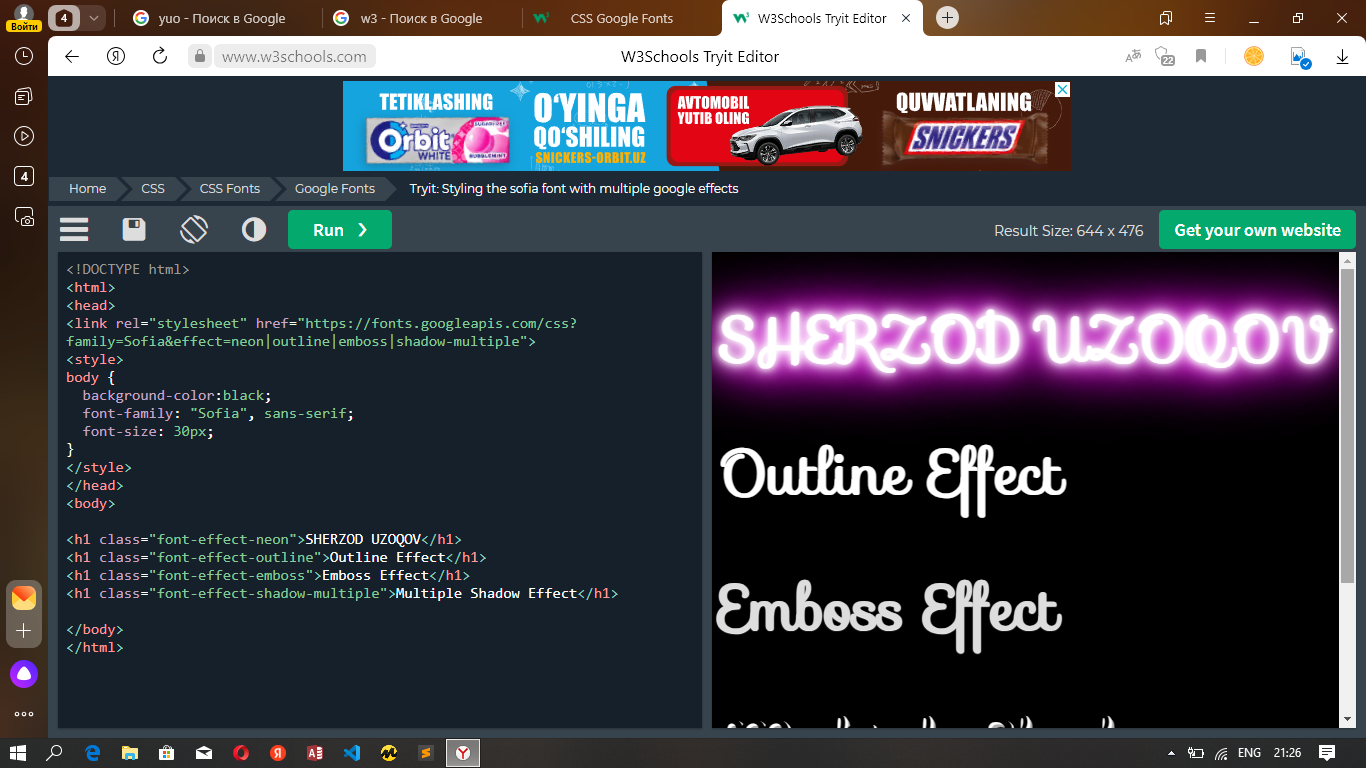 4
yuo - Поиск в Google
w3 - Поиск в Google
CSS Google Fonts
W3Schools Tryit Editor
Войти
www.w3schools.com
W3Schools Tryit Editor
22
4
TETIKLASHING
Orbit
WHITE
SUGARFREE
BUBBLEMINT
O'YINGA
QO'SHILING
SNICKERS-ORBIT.UZ
AVTOMOBIL
YUTIB OLING
QUVVATLANING
SNICKERS
Home
CSS
CSS Fonts
Google Fonts
Tryit: Styling the sofia font with multiple google effects
Run ❯
Result Size: 644 x 476
Get your own website
<!DOCTYPE html>
<html>
<head>
<link rel="stylesheet" href="https://fonts.googleapis.com/css?
family=Sofia&effect=neon|outline|emboss|shadow-multiple">
<style>
body {
  background-color:black;
  font-family: "Sofia", sans-serif;
  font-size: 30px;
}
</style>
</head>
<body>
<h1 class="font-effect-neon">SHERZOD UZOQOV</h1>
<h1 class="font-effect-outline">Outline Effect</h1>
<h1 class="font-effect-emboss">Emboss Effect</h1>
<h1 class="font-effect-shadow-multiple">Multiple Shadow Effect</h1>
</body>
</html>
SHERZOD UZOQOV
Outline Effect
Emboss Effect
ENG
21:26